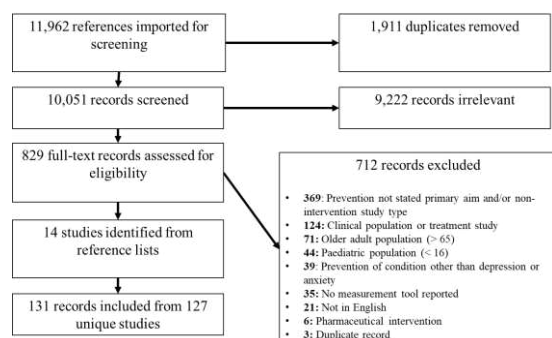 11,962 references imported for
screening
1,911 duplicates removed
10,051 records screened
9,222 records irrelevant
829 full-text records assessed for
eligibility
712 records excluded
• 369: Prevention not stated primary aim and/or non-
intervention study type
• 124: Clinical population or treatment study
• 71: Older adult population (> 65)
• 44: Paediatric population (< 16)
• 39: Prevention of condition other than depression or
anxiety
• 35: No measurement tool reported
• 21: Not in English
• 6: Pharmaceutical intervention
• 3: Duplicate record
14 studies identified from
reference lists
131 records included from 127
unique studies